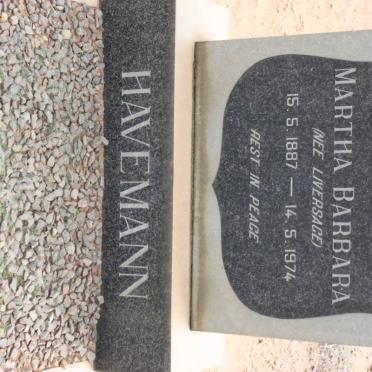 MARTHA BARBARA
(NEE LIVERSAGE)
15. 5. 1887 — 14. 5. 1974
REST IN PEACE
HAVEMANN